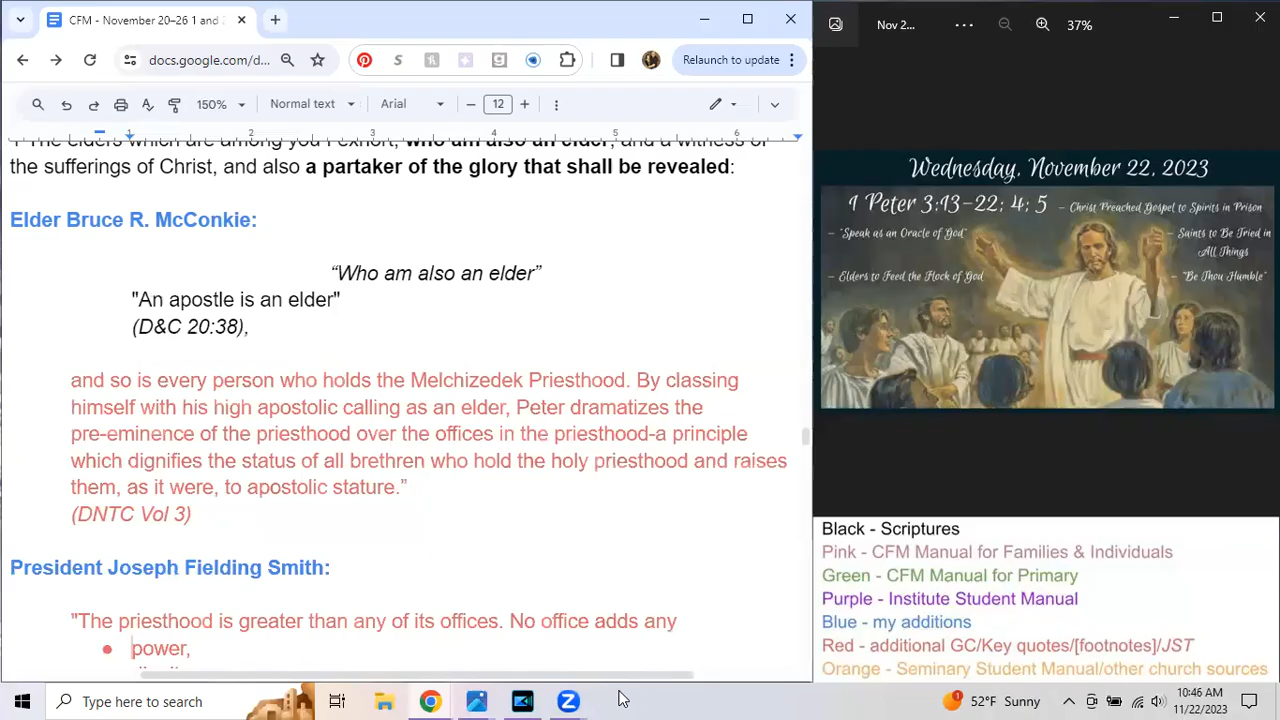 CFM - November 20–26 1 and 2
docs.google.com/d...
Relaunch to update
150%
Normal text
Arial
12
1 2 3 4 5 6
the sufferings of Christ, and also a partaker of the glory that shall be revealed:
Elder Bruce R. McConkie:
“Who am also an elder”
"An apostle is an elder"
(D&C 20:38),
and so is every person who holds the Melchizedek Priesthood. By classing
himself with his high apostolic calling as an elder, Peter dramatizes the
pre-eminence of the priesthood over the offices in the priesthood-a principle
which dignifies the status of all brethren who hold the holy priesthood and raises
them, as it were, to apostolic stature.”
(DNTC Vol 3)
President Joseph Fielding Smith:
"The priesthood is greater than any of its offices. No office adds any
● power,
Nov 2...
37%
Wednesday, November 22, 2023
1 Peter 3:13–22; 4; 5
– Christ Preached Gospel to Spirits in Prison
– "Speak as an Oracle of God"
– Saints to Be Tried in
All Things
– Elders to Feed the Flock of God
– "Be Thou Humble"
Black - Scriptures
Pink - CFM Manual for Families & Individuals
Green - CFM Manual for Primary
Purple - Institute Student Manual
Blue - my additions
Red - additional GC/Key quotes/[footnotes]/JST
Orange - Seminary Student Manual/other church sources
Type here to search
1
52°F Sunny
10:46 AM
11/22/2023